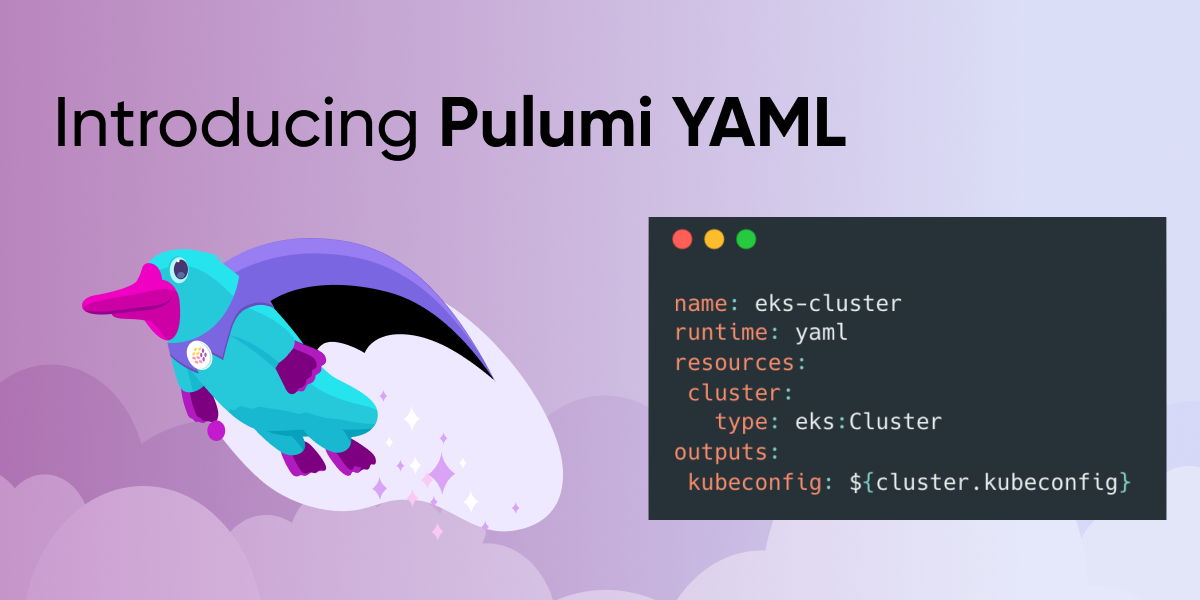 Introducing Pulumi YAML
name: eks-cluster
runtime: yaml
resources:
 cluster:
   type: eks:Cluster
outputs:
 kubeconfig: ${cluster.kubeconfig}